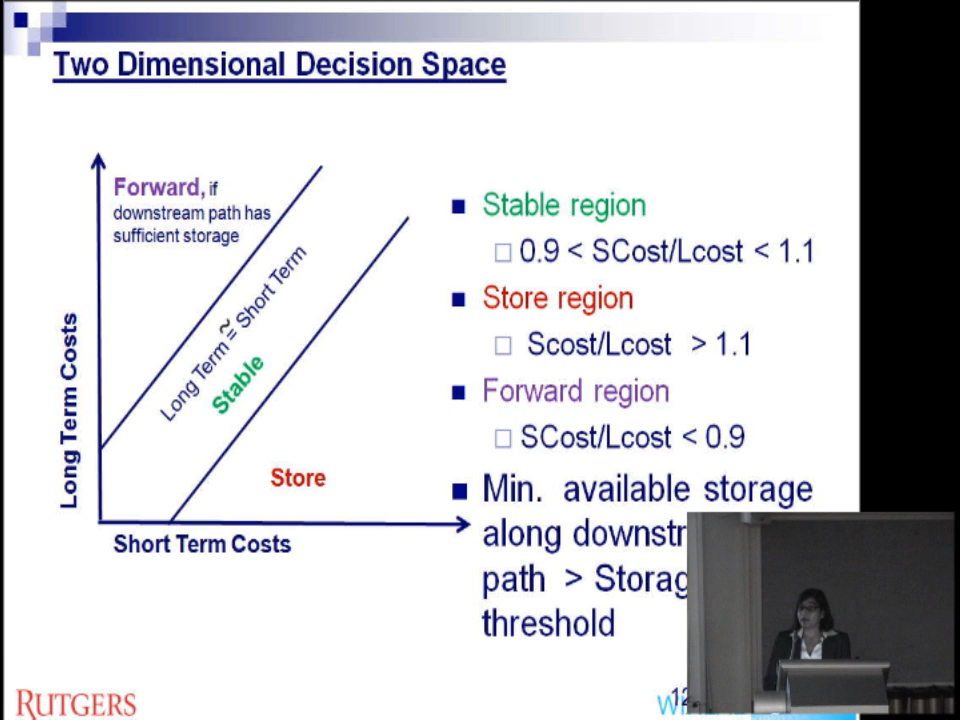 Two Dimensional Decision Space
Forward, if
downstream path has
sufficient storage
Long Term ≅ Short Term
Stable
Store
Long Term Costs
Short Term Costs
Stable region
0.9 < SCost/Lcost < 1.1
Store region
Scost/Lcost > 1.1
Forward region
SCost/Lcost < 0.9
Min. available storage
along
path >
threshold
RUTGERS
12